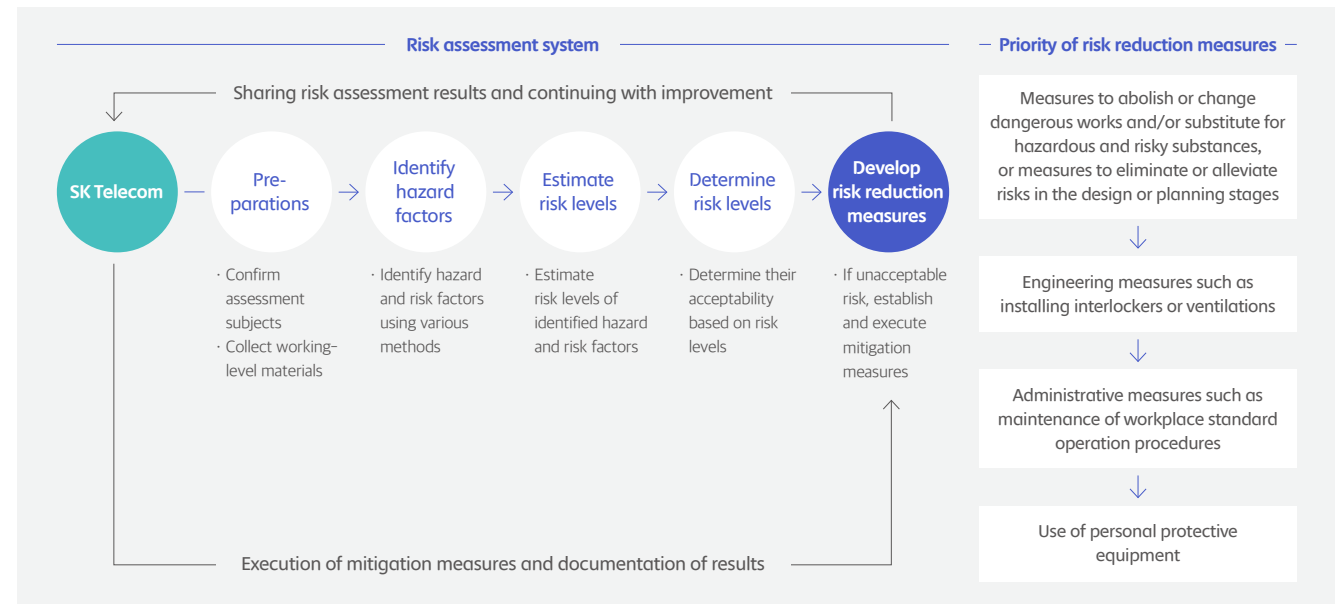 Risk assessment system
Sharing risk assessment results and continuing with improvement
SK Telecom
Pre-
parations
Identify
hazard
factors
Estimate
risk levels
Determine
risk levels
Develop
risk reduction
measures
· Confirm
assessment
subjects
· Collect working-
level materials
· Identify hazard
and risk factors
using various
methods
· Estimate
risk levels of
identified hazard
and risk factors
· Determine their
acceptability
based on risk
levels
· If unacceptable
risk, establish
and execute
mitigation
measures
Execution of mitigation measures and documentation of results
Priority of risk reduction measures
Measures to abolish or change
dangerous works and/or substitute for
hazardous and risky substances,
or measures to eliminate or alleviate
risks in the design or planning stages
Engineering measures such as
installing interlockers or ventilations
Administrative measures such as
maintenance of workplace standard
operation procedures
Use of personal protective
equipment